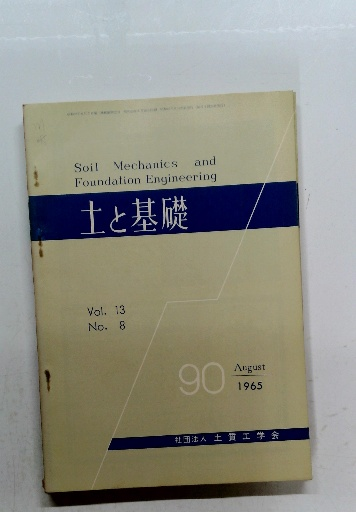 Soil Mechanics and
Foundation Engineering
土と基礎
Vol. 13
No. 8
90
August
1965
社団法人 土質工学会